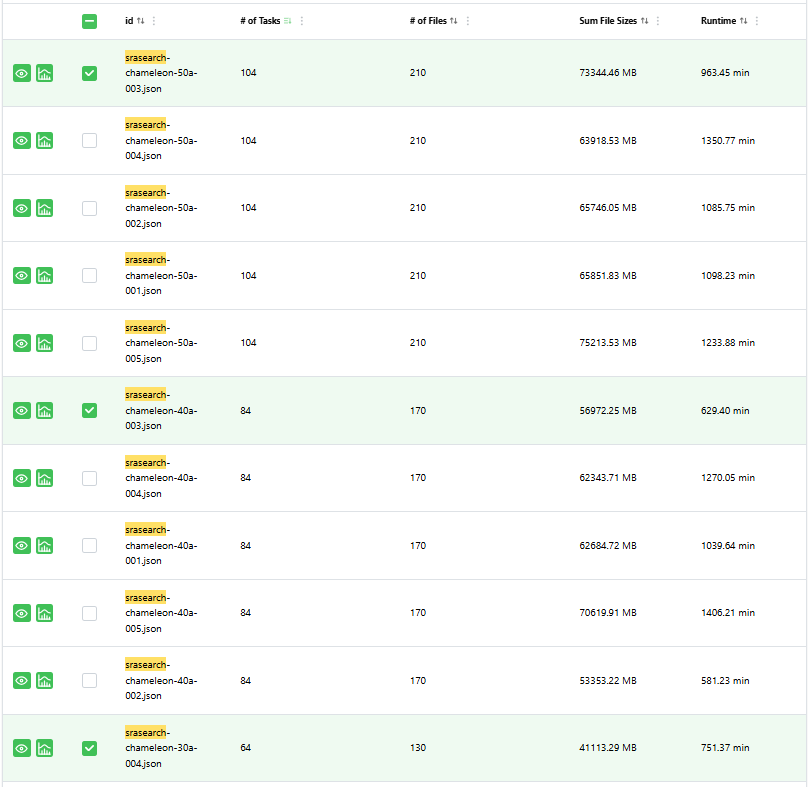 id # of Tasks # of Files Sum File Sizes Runtime
srasearch-
chameleon-50a-
003.json
104 210 73344.46 MB 963.45 min
srasearch-
chameleon-50a-
004.json
104 210 63918.53 MB 1350.77 min
srasearch-
chameleon-50a-
002.json
104 210 65746.05 MB 1085.75 min
srasearch-
chameleon-50a-
001.json
104 210 65851.83 MB 1098.23 min
srasearch-
chameleon-50a-
005.json
104 210 75213.53 MB 1233.88 min
srasearch-
chameleon-40a-
003.json
84 170 56972.25 MB 629.40 min
srasearch-
chameleon-40a-
004.json
84 170 62343.71 MB 1270.05 min
srasearch-
chameleon-40a-
001.json
84 170 62684.72 MB 1039.64 min
srasearch-
chameleon-40a-
005.json
84 170 70619.91 MB 1406.21 min
srasearch-
chameleon-40a-
002.json
84 170 53353.22 MB 581.23 min
srasearch-
chameleon-30a-
004.json
64 130 41113.29 MB 751.37 min